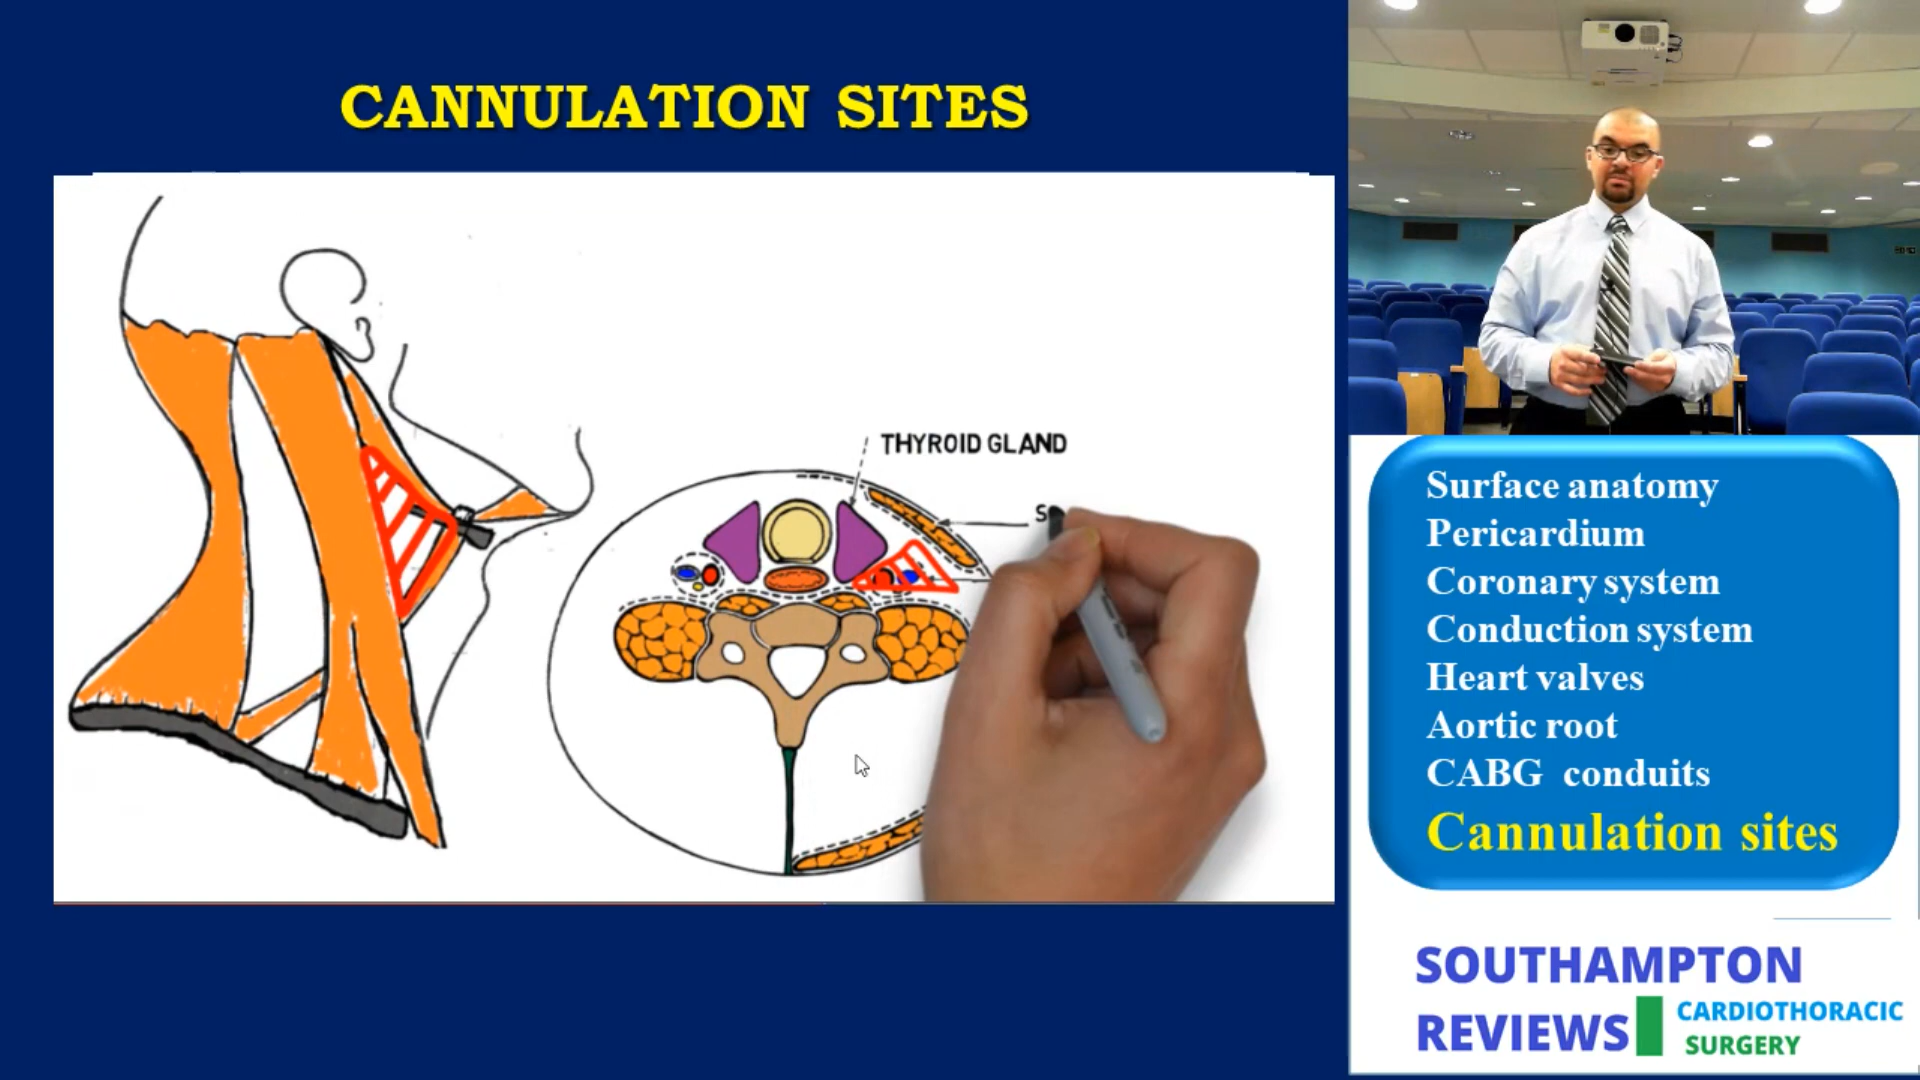 CANNULATION SITES
THYROID GLAND
S
Surface anatomy
Pericardium
Coronary system
Conduction system
Heart valves
Aortic root
CABG conduits
Cannulation sites
SOUTHAMPTON
REVIEWS
CARDIOTHORACIC
SURGERY